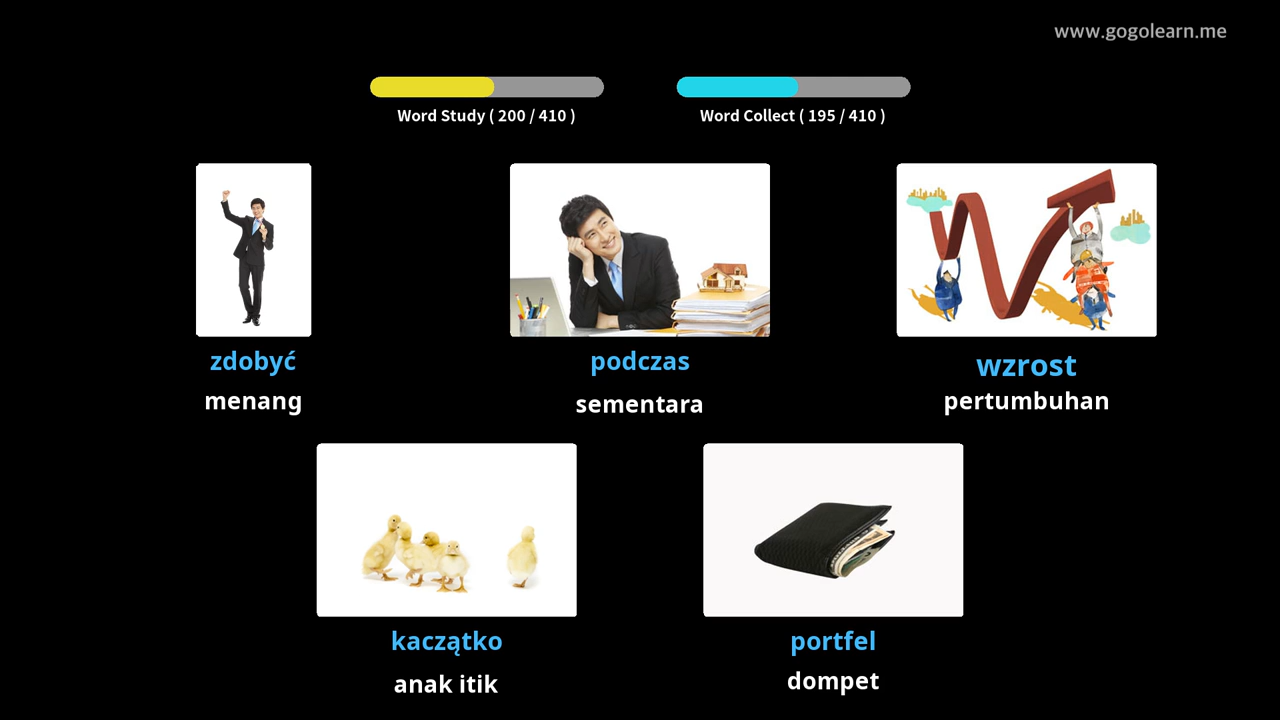 www.gogolearn.me
Word Study ( 200 / 410 )
Word Collect ( 195 / 410 )
zdobyć
menang
podczas
sementara
wzrost
pertumbuhan
kaczątko
anak itik
portfel
dompet